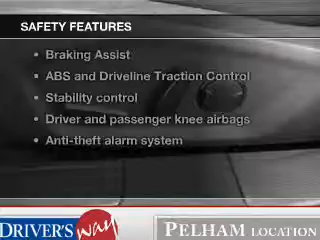 SAFETY FEATURES
• Braking Assist
• ABS and Driveline Traction Control
• Stability control
• Driver and passenger knee airbags
• Anti-theft alarm system
DRIVER'S way
PELHAM LOCATION